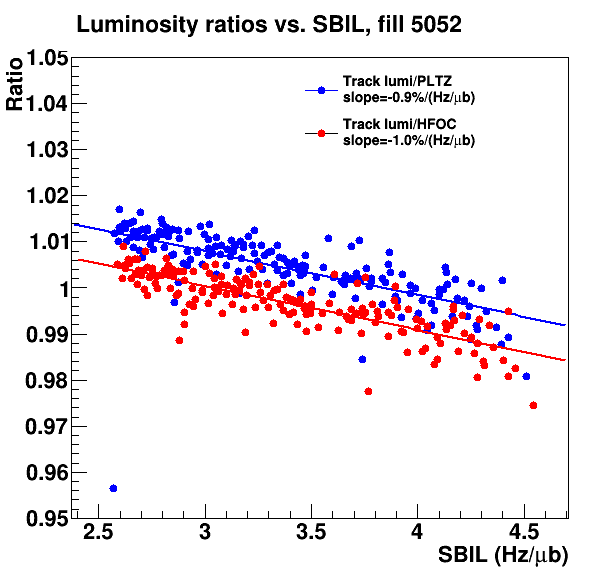 Luminosity ratios vs. SBIL, fill 5052
Ratio
1.05
1.04
1.03
1.02
1.01
1
0.99
0.98
0.97
0.96
0.95
Track lumi/PLTZ
slope=-0.9%/(Hz/μb)
Track lumi/HFOC
slope=-1.0%/(Hz/μb)
2.5 3 3.5 4 4.5
SBIL (Hz/μb)